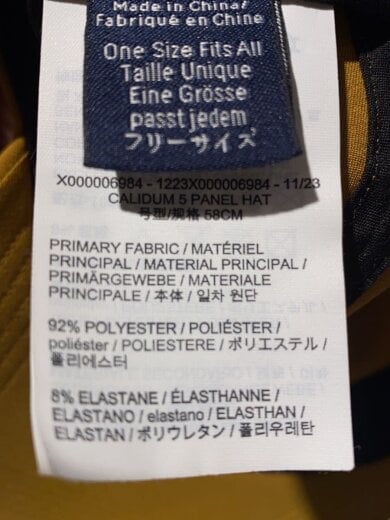 Made in China/
Fabriqué en Chine
One Size Fits All
Taille Unique
Eine Grösse
passt jedem
フリーサイズ
X000006984 - 1223X000006984 - 11/23
CALIDUM 5 PANEL HAT
号型/规格 58CM
PRIMARY FABRIC / MATÉRIEL
PRINCIPAL / MATERIAL PRINCIPAL /
PRIMÄRGEWEBE / MATERIALE
PRINCIPALE / 本体 / 일차 원단
92% POLYESTER / POLIÉSTER /
poliéster / POLIESTERE / ポリエステル /
폴리에스터
8% ELASTANE / ÉLASTHANNE /
ELASTANO / elastano / ELASTHAN /
ELASTAN / ポリウレタン / 폴리우레탄